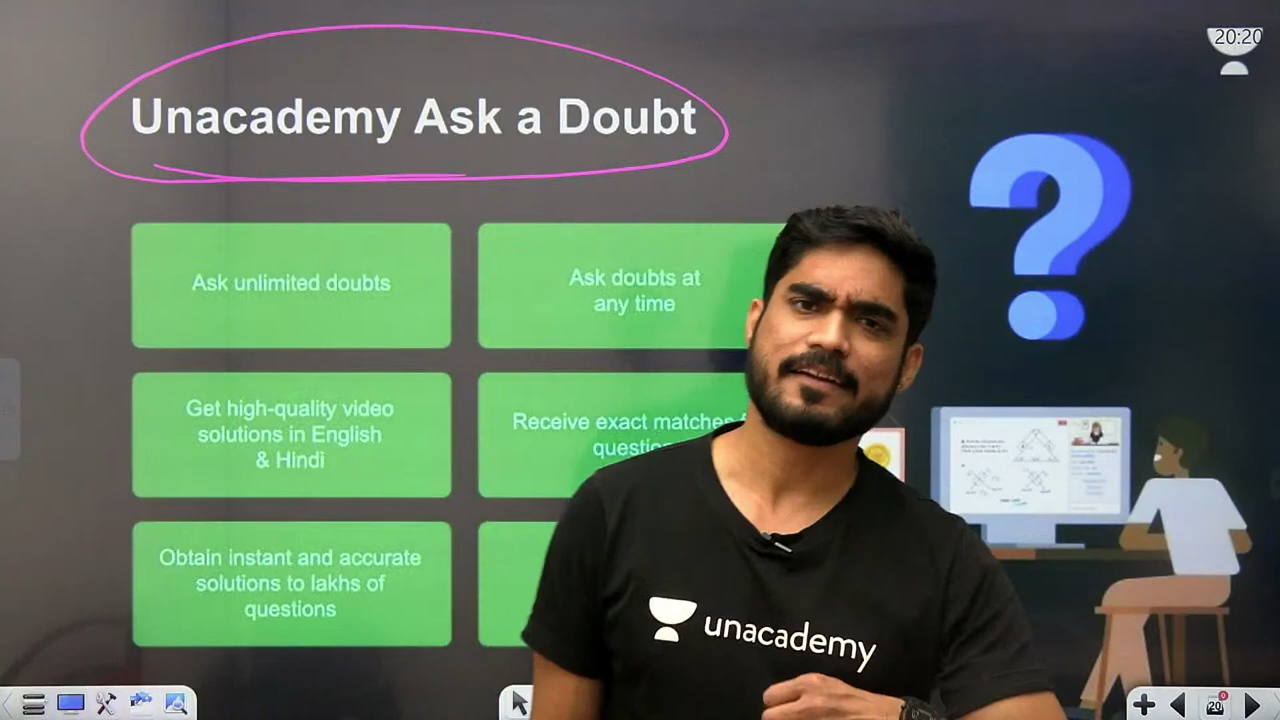 20:20
Unacademy Ask a Doubt
Ask unlimited doubts
Ask doubts at
any time
Get high-quality video
solutions in English
& Hindi
Receive exact matches
Obtain instant and accurate
solutions to lakhs of
questions
unacademy
20